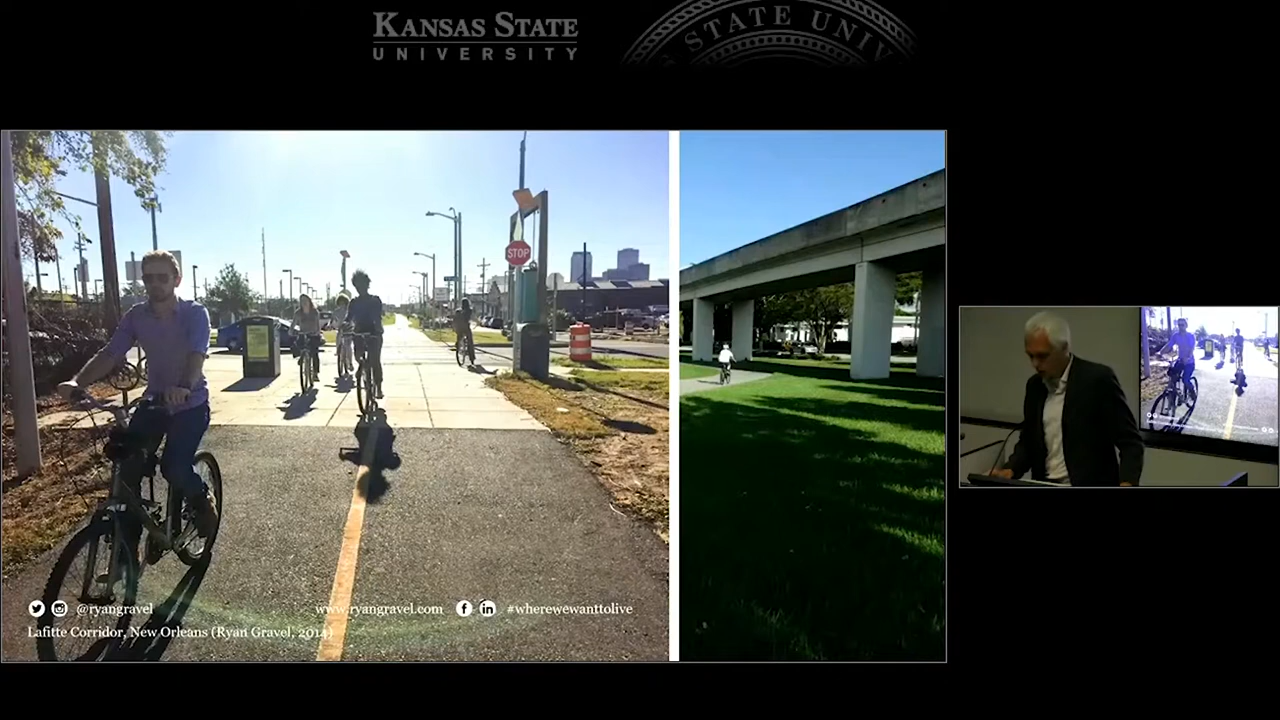 KANSAS STATE
UNIVERSITY
STATE UNIV
STOP
@ryangravel
www.ryangravel.com
#wherewewanttolive
Lafitte Corridor, New Orleans (Ryan Gravel, 2014)